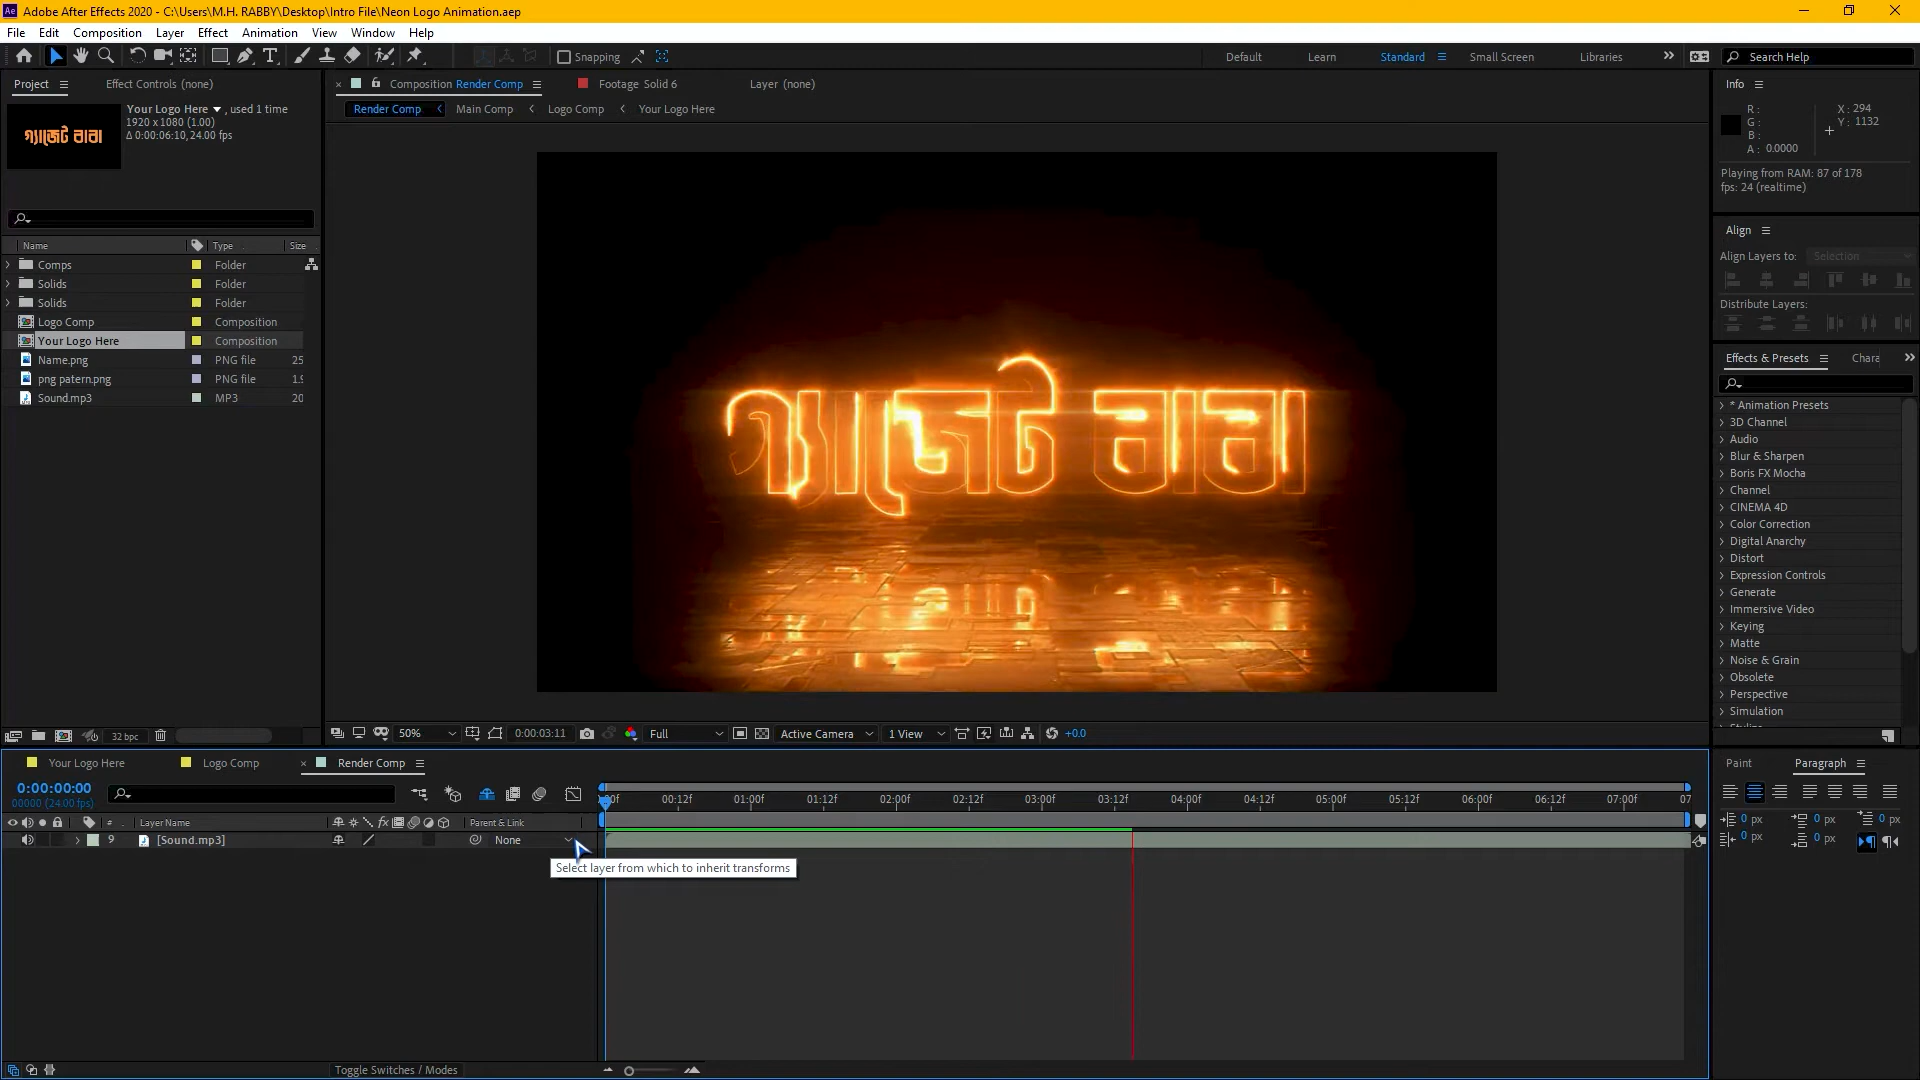 Adobe After Effects 2020 - C:\Users\M.H. RABBY\Desktop\Intro File\Neon Logo Animation.aep
File Edit Composition Layer Effect Animation View Window Help
Snapping
Default Learn Standard Small Screen Libraries
Search Help
Project Effect Controls (none)
Your Logo Here , used 1 time
1920 x 1080 (1.00)
Δ 0:00:06:10, 24.00 fps
গ্যাজেট বাবা
Name Type Size
Comps Folder
Solids Folder
Solids Folder
Logo Comp Composition
Your Logo Here Composition
Name.png PNG file 25
png patern.png PNG file 1.9
Sound.mp3 MP3 20
32 bpc
Composition Render Comp Footage Solid 6 Layer (none)
Render Comp Main Comp Logo Comp Your Logo Here
গ্যাজেট বাবা
50% 0:00:03:11 Full Active Camera 1 View +0.0
Info
R : X : 294
G : Y : 1132
B :
A : 0.0000
Playing from RAM: 87 of 178
fps: 24 (realtime)
Align
Align Layers to: Selection
Distribute Layers:
Effects & Presets Chara
* Animation Presets
3D Channel
Audio
Blur & Sharpen
Boris FX Mocha
Channel
CINEMA 4D
Color Correction
Digital Anarchy
Distort
Expression Controls
Generate
Immersive Video
Keying
Matte
Noise & Grain
Obsolete
Perspective
Simulation
Your Logo Here Logo Comp Render Comp
0:00:00:00
00000 (24.00 fps)
# Layer Name fx Parent & Link
9 [Sound.mp3] None
Select layer from which to inherit transforms
:00f 00:12f 01:00f 01:12f 02:00f 02:12f 03:00f 03:12f 04:00f 04:12f 05:00f 05:12f 06:00f 06:12f 07:00f 07
Toggle Switches / Modes
Paint Paragraph
0 px 0 px 0 px
0 px 0 px